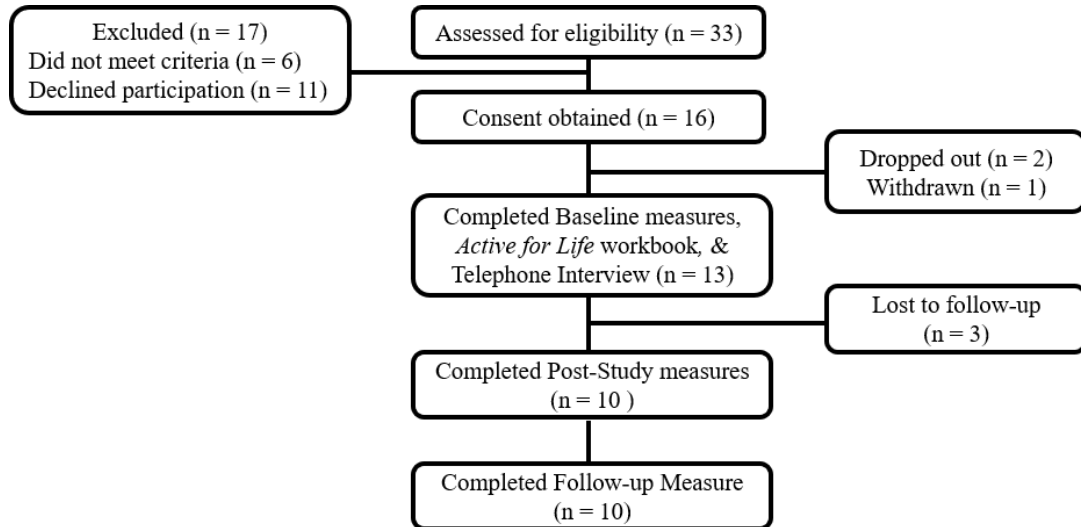 Assessed for eligibility (n = 33)
Excluded (n = 17)
Did not meet criteria (n = 6)
Declined participation (n = 11)
Consent obtained (n = 16)
Dropped out (n = 2)
Withdrawn (n = 1)
Completed Baseline measures,
Active for Life workbook, &
Telephone Interview (n = 13)
Lost to follow-up
(n = 3)
Completed Post-Study measures
(n = 10 )
Completed Follow-up Measure
(n = 10)